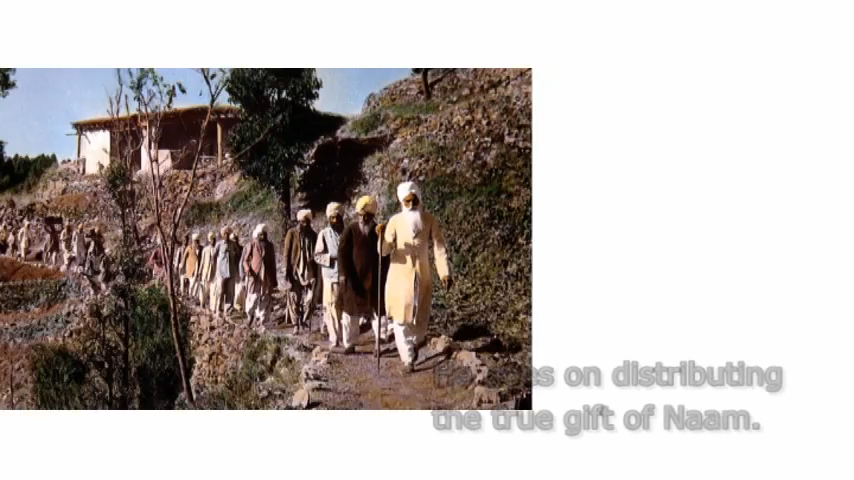 on distributing
the true gift of Naam.